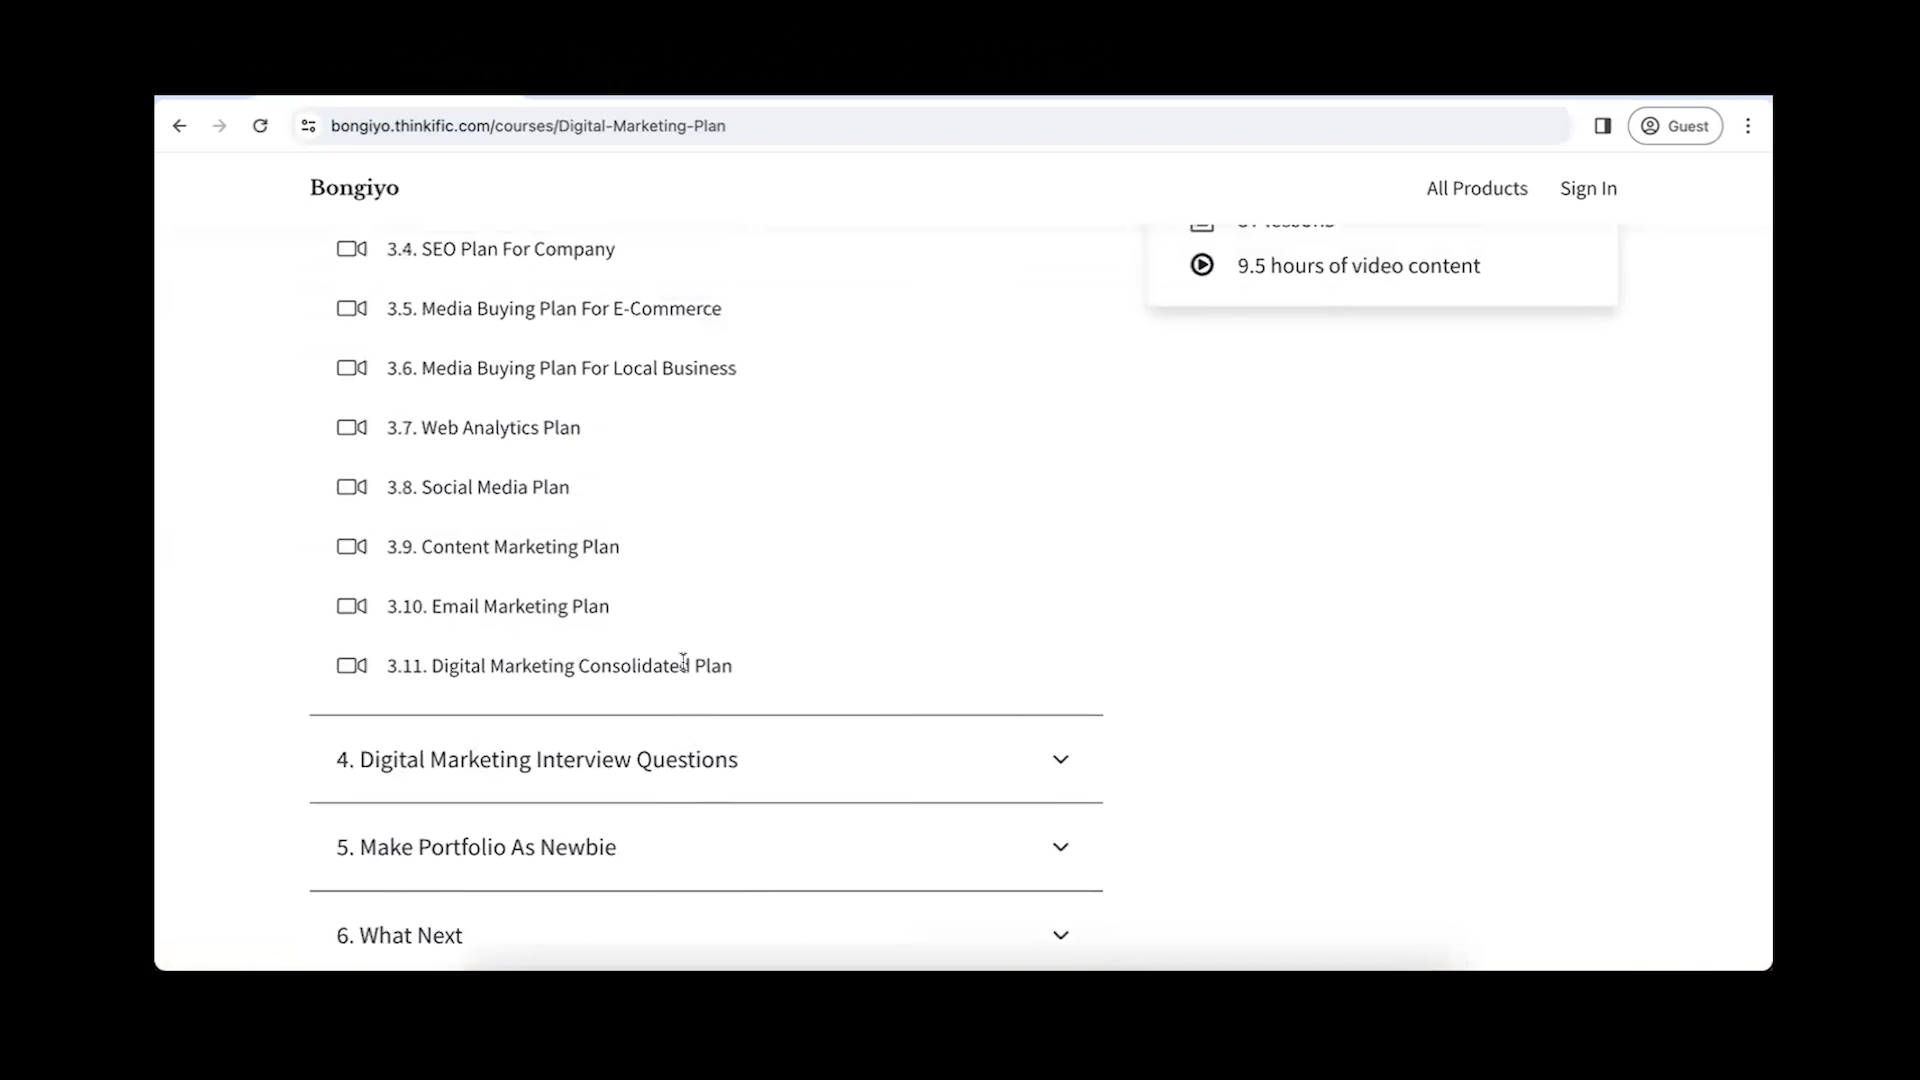 bongiyo.thinkific.com/courses/Digital-Marketing-Plan
Guest
Bongiyo
All Products
Sign In
3.4. SEO Plan For Company
lessons
9.5 hours of video content
3.5. Media Buying Plan For E-Commerce
3.6. Media Buying Plan For Local Business
3.7. Web Analytics Plan
3.8. Social Media Plan
3.9. Content Marketing Plan
3.10. Email Marketing Plan
3.11. Digital Marketing Consolidated Plan
4. Digital Marketing Interview Questions
5. Make Portfolio As Newbie
6. What Next